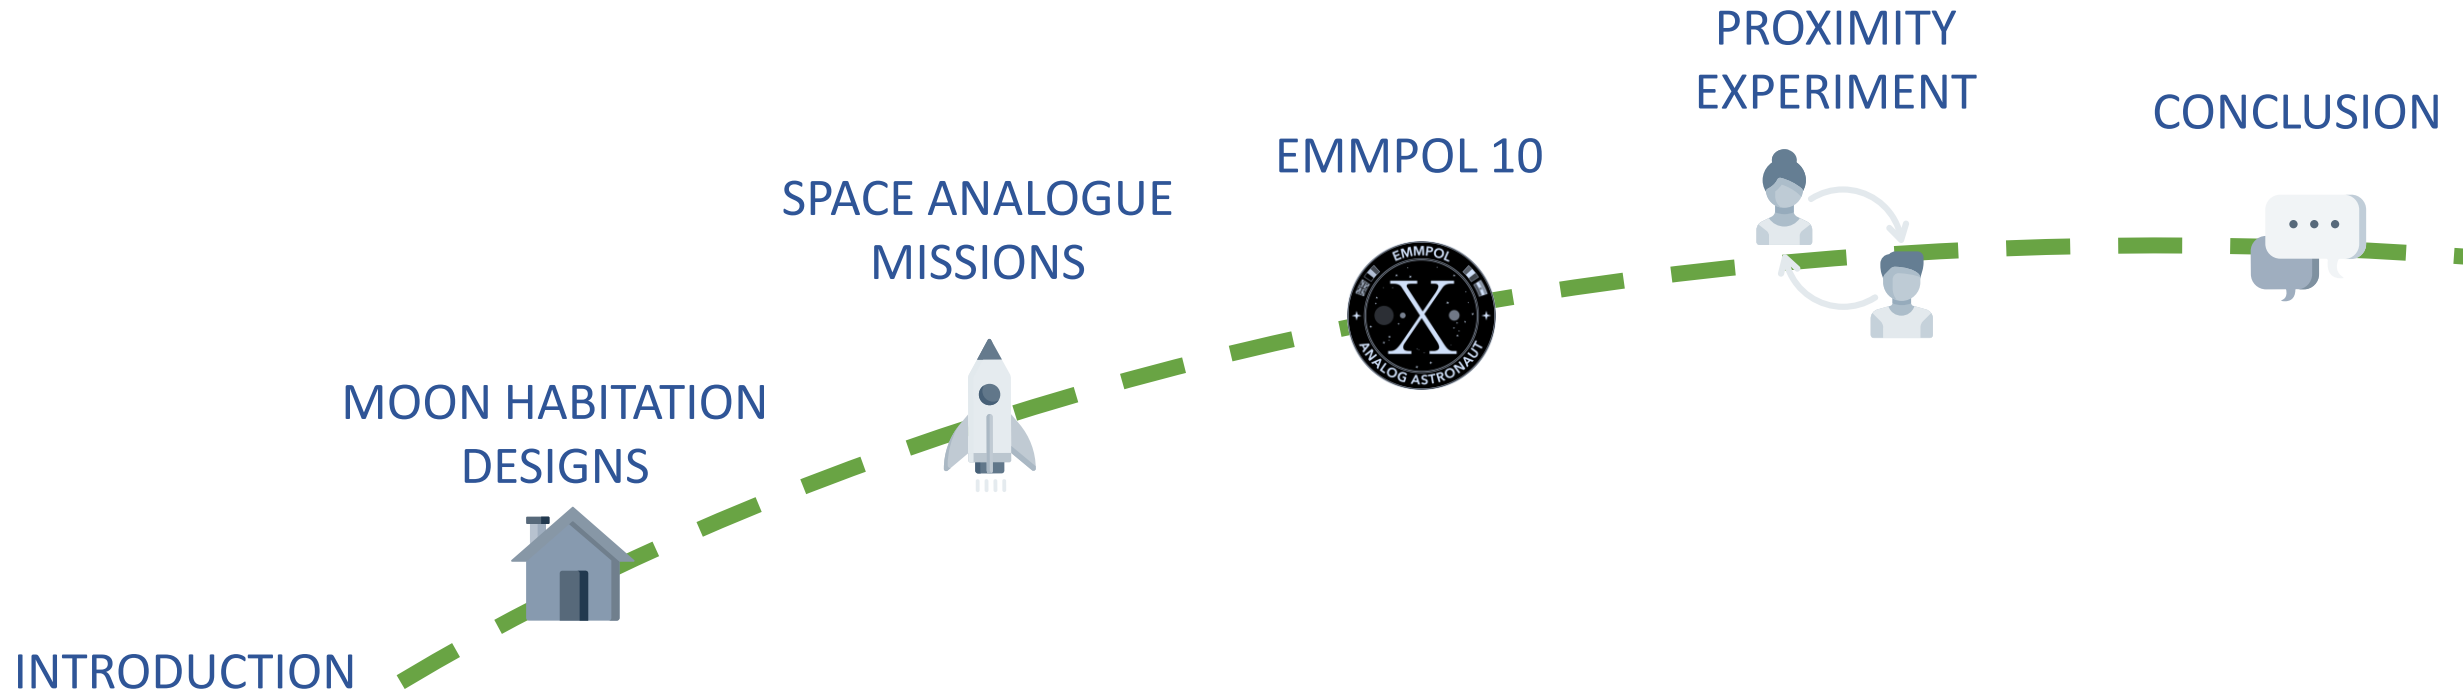 INTRODUCTION
MOON HABITATION
DESIGNS
SPACE ANALOGUE
MISSIONS
EMMPOL 10
EMMPOL
X
ANALOG ASTRONAUT
PROXIMITY
EXPERIMENT
CONCLUSION